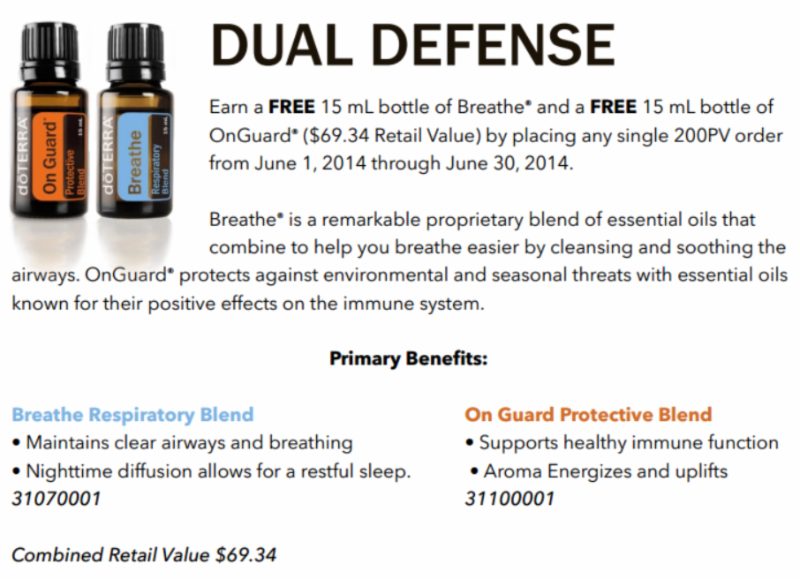 DUAL DEFENSE
Earn a FREE 15 mL bottle of Breathe® and a FREE 15 mL bottle of
OnGuard® ($69.34 Retail Value) by placing any single 200PV order
from June 1, 2014 through June 30, 2014.
Breathe® is a remarkable proprietary blend of essential oils that
combine to help you breathe easier by cleansing and soothing the
airways. OnGuard® protects against environmental and seasonal threats with essential oils
known for their positive effects on the immune system.
Primary Benefits:
Breathe Respiratory Blend
• Maintains clear airways and breathing
• Nighttime diffusion allows for a restful sleep.
31070001
On Guard Protective Blend
• Supports healthy immune function
• Aroma Energizes and uplifts
31100001
Combined Retail Value $69.34
dōTERRA
On Guard
Protective
Blend
15 mL
dōTERRA
Breathe
Respiratory
Blend
15 mL